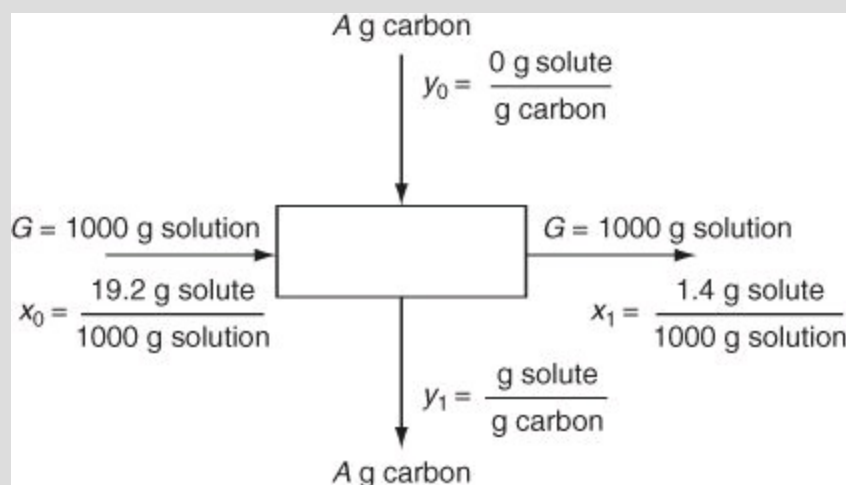 A g carbon
y₀ = 0 g solute
g carbon
G = 1000 g solution
x₀ = 19.2 g solute
1000 g solution
G = 1000 g solution
x₁ = 1.4 g solute
1000 g solution
y₁ = g solute
g carbon
A g carbon